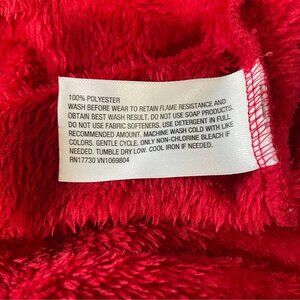 100% POLYESTER
WASH BEFORE WEAR TO RETAIN FLAME RESISTANCE AND
OBTAIN BEST WASH RESULT. DO NOT USE SOAP PRODUCTS.
DO NOT USE FABRIC SOFTENERS. USE DETERGENT IN FULL
RECOMMENDED AMOUNT. MACHINE WASH COLD WITH LIKE
COLORS. GENTLE CYCLE. ONLY NON-CHLORINE BLEACH IF
NEEDED. TUMBLE DRY LOW. COOL IRON IF NEEDED.
RN17730 VN1069804